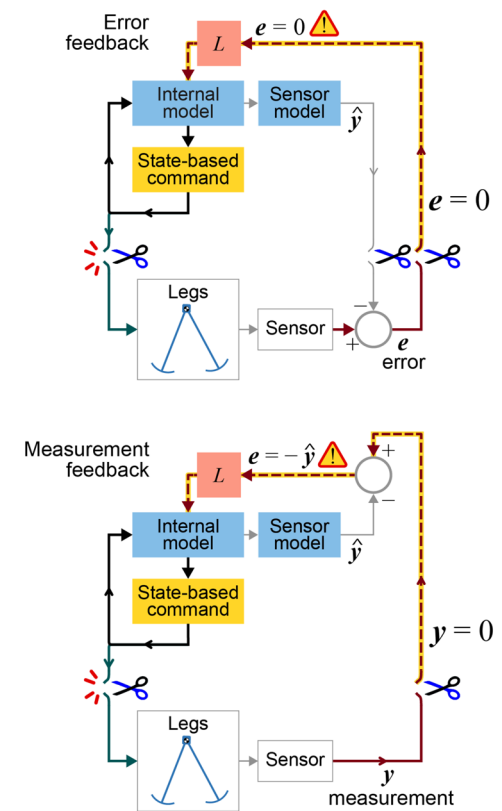 Error
feedback
L
e = 0
Internal
model
Sensor
model
ŷ
State-based
command
e = 0
Legs
Sensor
−
+
e
error
Measurement
feedback
L
e = −ŷ
+
−
Internal
model
Sensor
model
ŷ
State-based
command
y = 0
Legs
Sensor
y
measurement